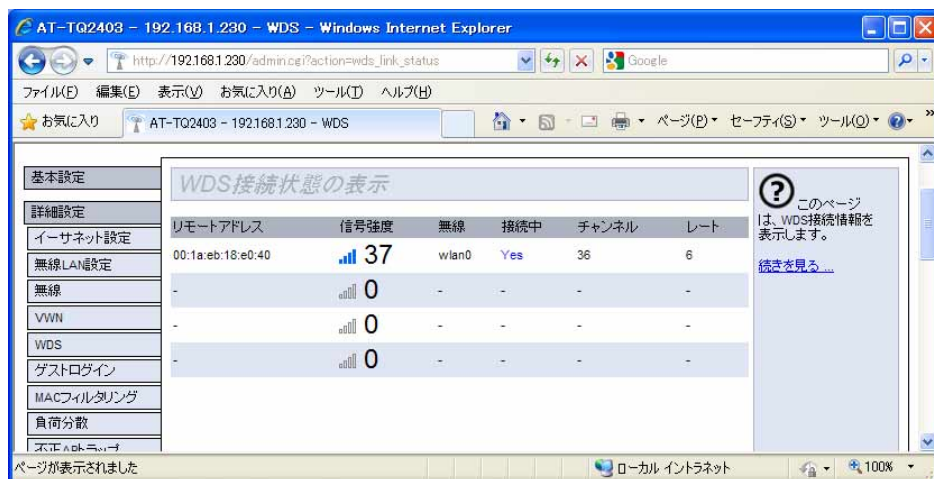 AT-TQ2403 - 192.168.1.230 - WDS - Windows Internet Explorer
http://192.168.1.230/admin.cgi?action=wds_link_status
Google
ファイル(F) 編集(E) 表示(V) お気に入り(A) ツール(T) ヘルプ(H)
お気に入り AT-TQ2403 - 192.168.1.230 - WDS ページ(P) セーフティ(S) ツール(O) »
基本設定
詳細設定
イーサネット設定
無線LAN設定
無線
VWN
WDS
ゲストログイン
MACフィルタリング
負荷分散
不正APトラップ
WDS接続状態の表示
リモートアドレス 信号強度 無線 接続中 チャンネル レート
00:1a:eb:18:e0:40 37 wlan0 Yes 36 6
- 0 - - - -
- 0 - - - -
- 0 - - - -
? このページ
は、WDS接続情報を
表示します。
続きを見る ...
ページが表示されました ローカル イントラネット 100%